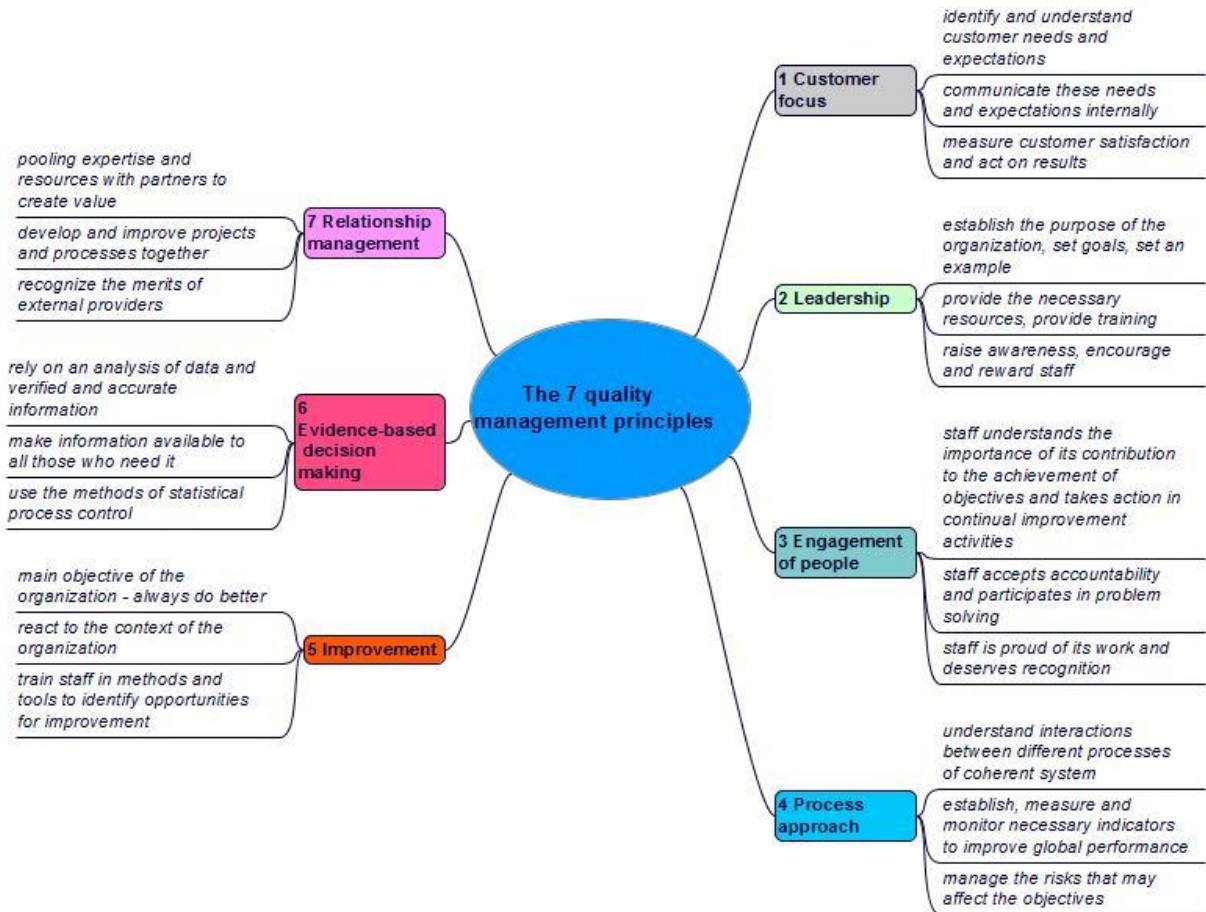 The 7 quality
management principles
1 Customer
focus
identify and understand
customer needs and
expectations
communicate these needs
and expectations internally
measure customer satisfaction
and act on results
2 Leadership
establish the purpose of the
organization, set goals, set an
example
provide the necessary
resources, provide training
raise awareness, encourage
and reward staff
3 Engagement
of people
staff understands the
importance of its contribution
to the achievement of
objectives and takes action in
continual improvement
activities
staff accepts accountability
and participates in problem
solving
staff is proud of its work and
deserves recognition
4 Process
approach
understand interactions
between different processes
of coherent system
establish, measure and
monitor necessary indicators
to improve global performance
manage the risks that may
affect the objectives
5 Improvement
main objective of the
organization - always do better
react to the context of the
organization
train staff in methods and
tools to identify opportunities
for improvement
6
Evidence-based
decision
making
rely on an analysis of data and
verified and accurate
information
make information available to
all those who need it
use the methods of statistical
process control
7 Relationship
management
pooling expertise and
resources with partners to
create value
develop and improve projects
and processes together
recognize the merits of
external providers